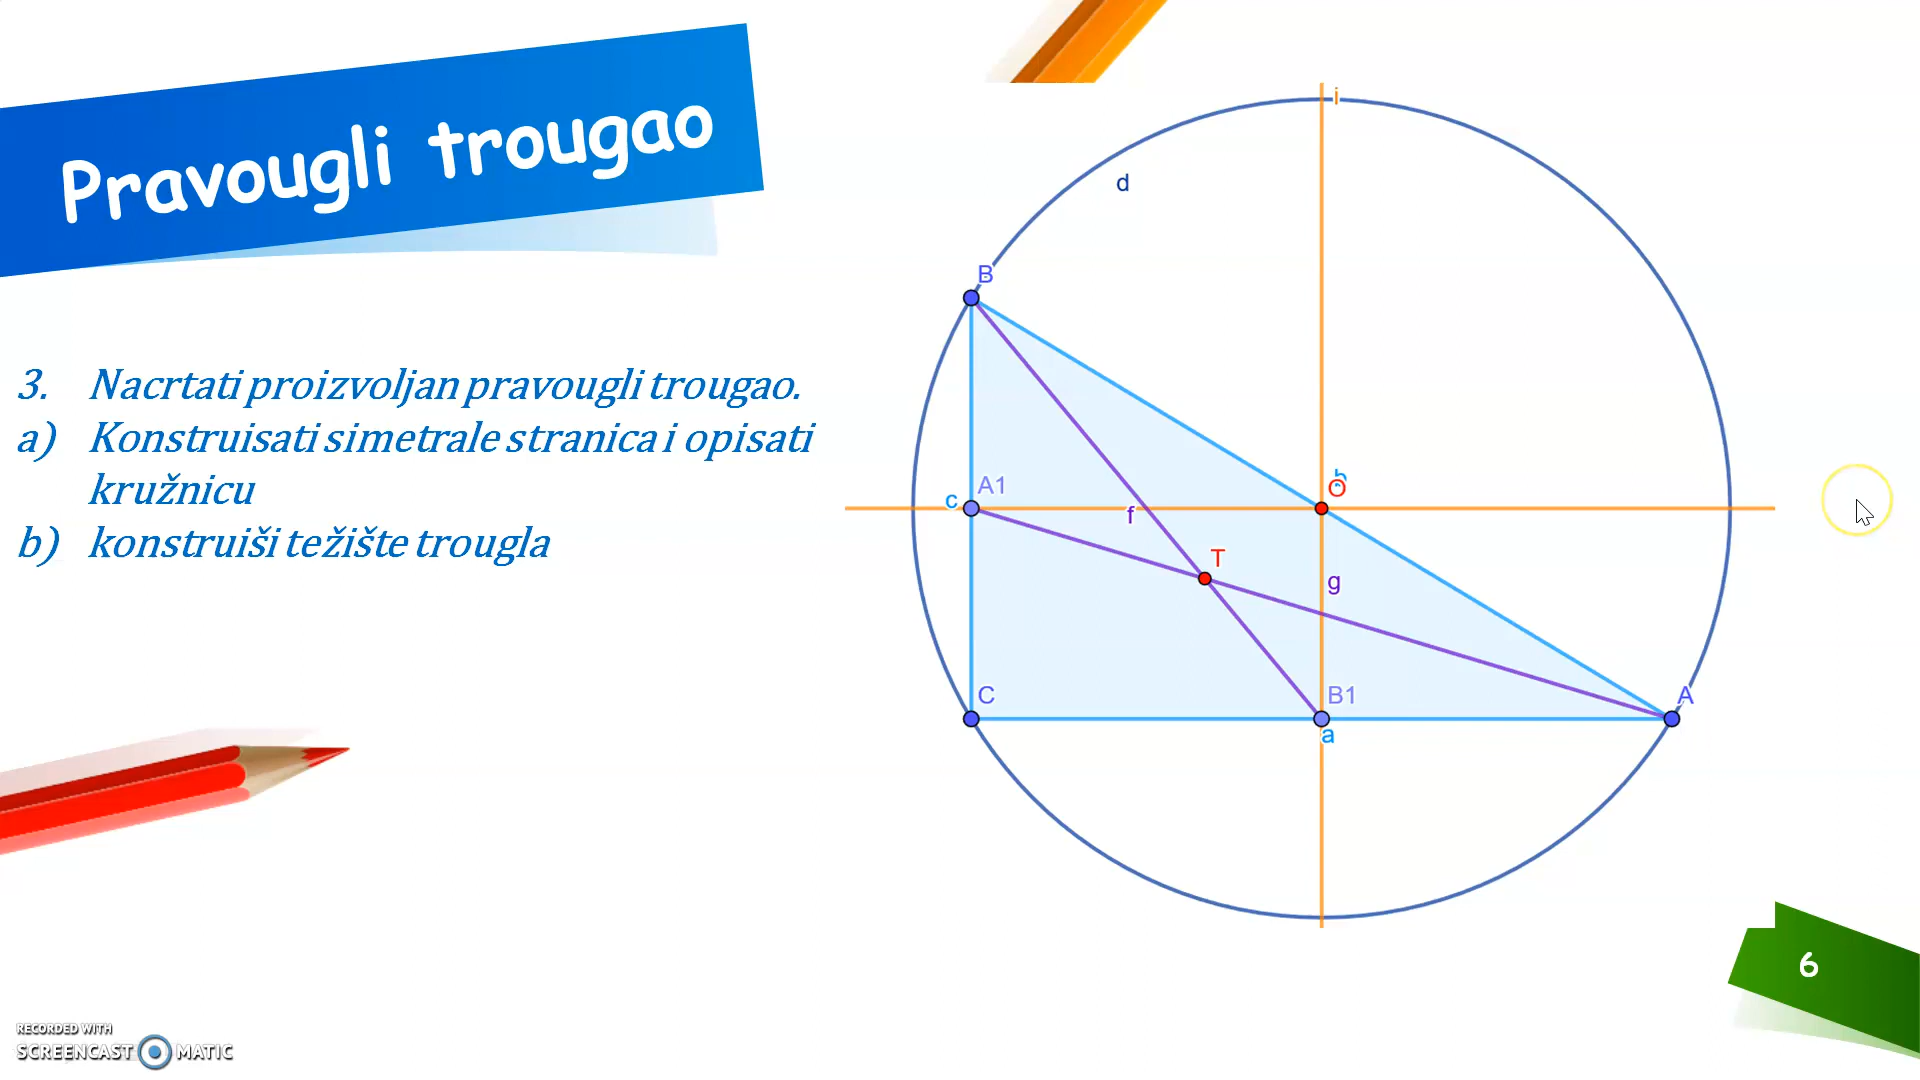 Pravougli trougao
3. Nacrtati proizvoljan pravougli trougao.
a) Konstruisati simetrale stranica i opisati
kružnicu
b) konstruiši težište trougla
i
d
B
b
O
A1
c
f
T
g
C
B1
A
a
6
RECORDED WITH
SCREENCAST MATIC